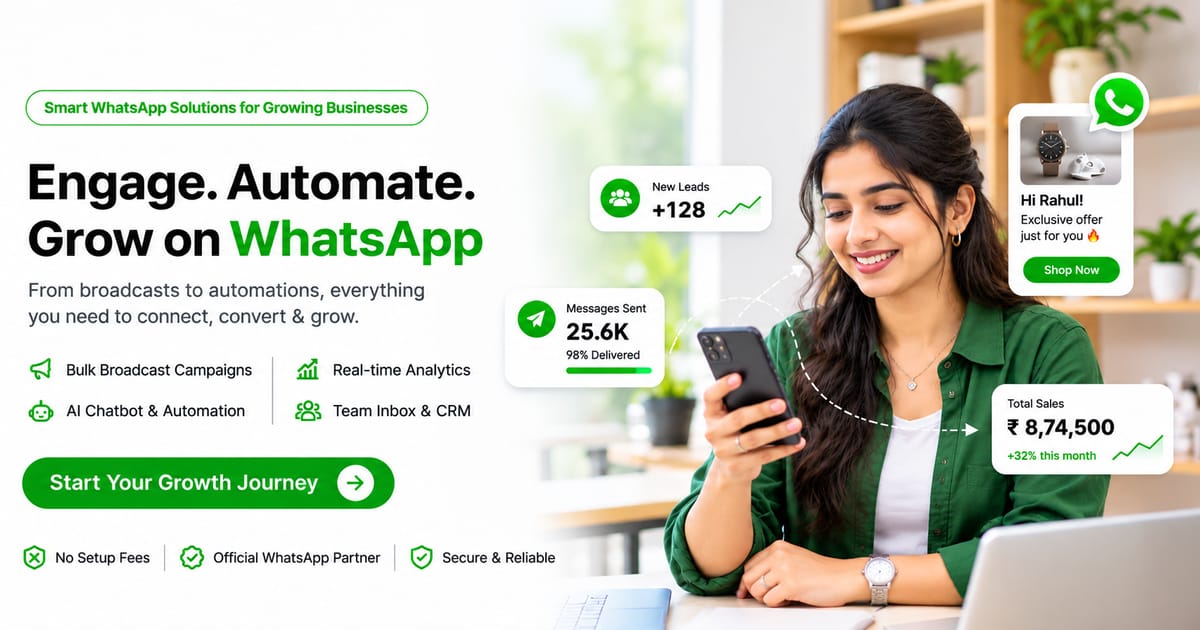 Smart WhatsApp Solutions for Growing Businesses
Engage. Automate.
Grow on WhatsApp
From broadcasts to automations, everything
you need to connect, convert & grow.
Bulk Broadcast Campaigns
Real-time Analytics
AI Chatbot & Automation
Team Inbox & CRM
Start Your Growth Journey
No Setup Fees
Official WhatsApp Partner
Secure & Reliable
New Leads
+128
Messages Sent
25.6K
98% Delivered
Hi Rahul!
Exclusive offer
just for you 🔥
Shop Now
Total Sales
₹ 8,74,500
+32% this month